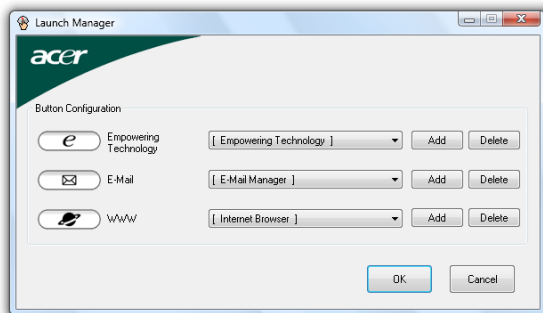 Launch Manager
acer
Button Configuration
e Empowering Technology [ Empowering Technology ] Add Delete
E-Mail [ E-Mail Manager ] Add Delete
WWW [ Internet Browser ] Add Delete
OK Cancel